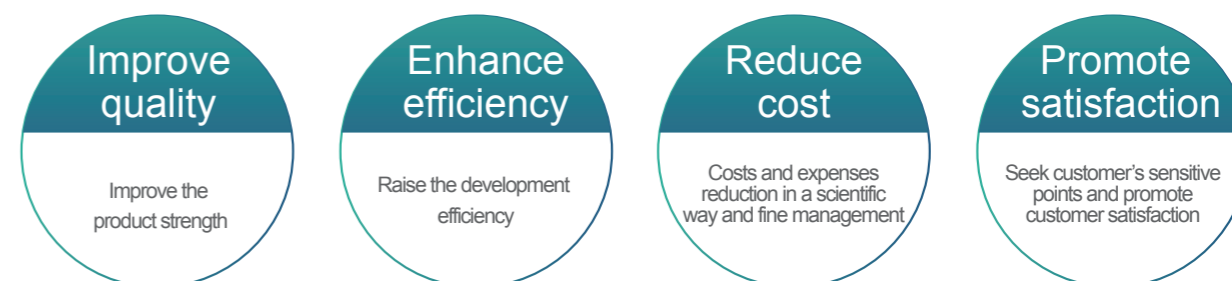 Improve
quality
Improve the
product strength
Enhance
efficiency
Raise the development
efficiency
Reduce
cost
Costs and expenses
reduction in a scientific
way and fine management
Promote
satisfaction
Seek customer's sensitive
points and promote
customer satisfaction